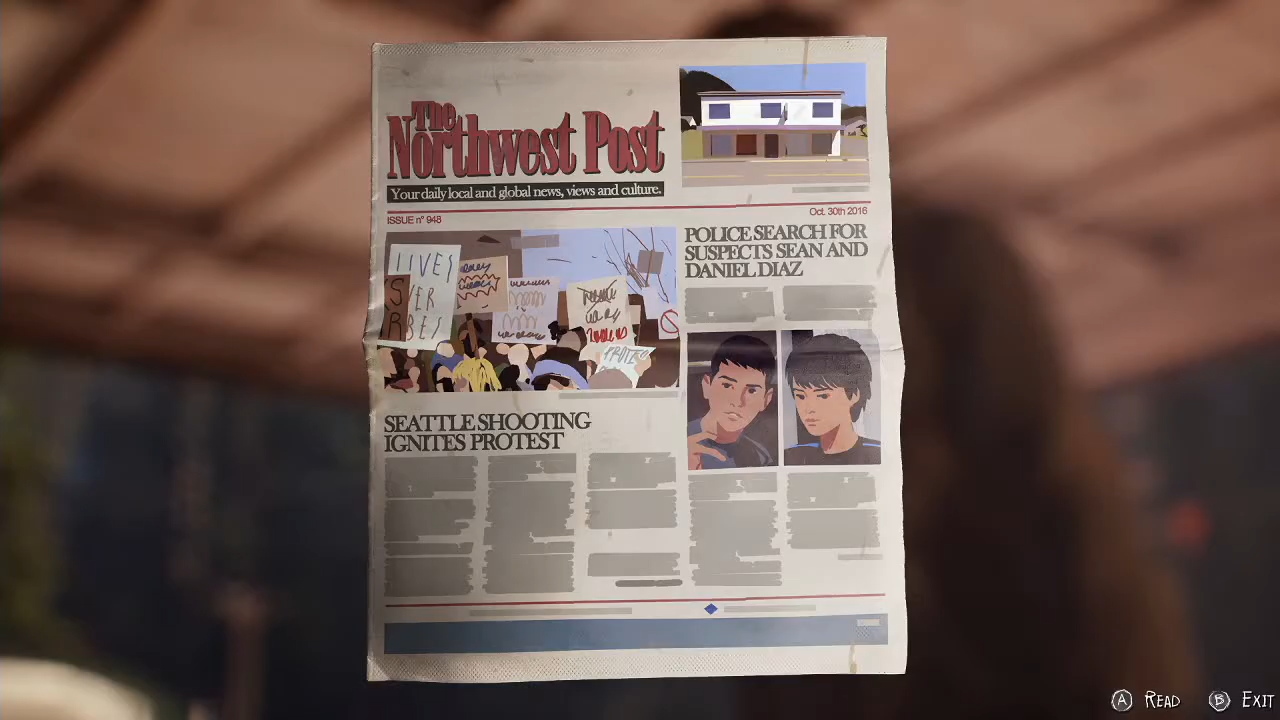 The
Northwest Post
Your daily local and global news, views and culture.
ISSUE n° 948
Oct. 30th 2016
POLICE SEARCH FOR
SUSPECTS SEAN AND
DANIEL DIAZ
LIVES
SEATTLE SHOOTING
IGNITES PROTEST
A READ B EXIT